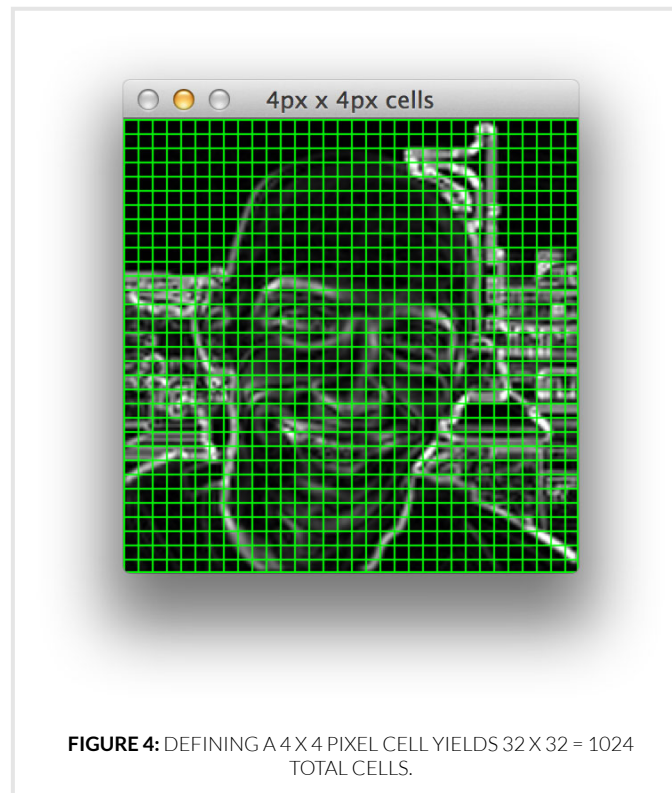 4px x 4px cells
FIGURE 4: DEFINING A 4 X 4 PIXEL CELL YIELDS 32 X 32 = 1024
TOTAL CELLS.